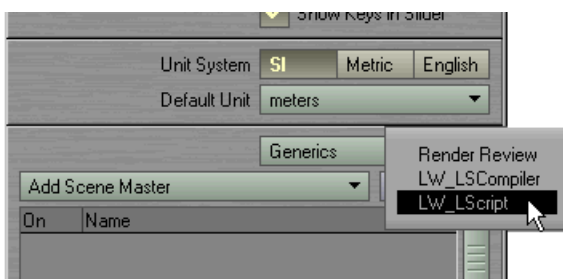 Show Keys in Slider
Unit System SI Metric English
Default Unit meters
Generics
Render Review
LW_LSCompiler
LW_LScript
Add Scene Master
On Name